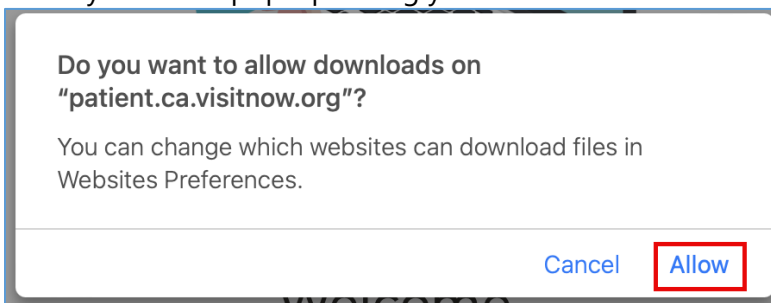 Do you want to allow downloads on
“patient.ca.visitnow.org”?
You can change which websites can download files in
Websites Preferences.
Cancel Allow